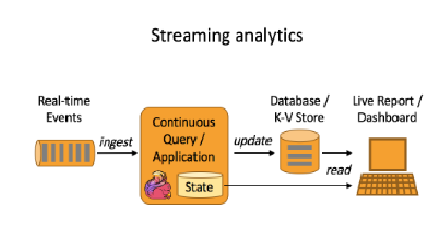 Streaming analytics
Real-time
Events
ingest
Continuous
Query /
Application
State
update
Database /
K-V Store
read
Live Report /
Dashboard